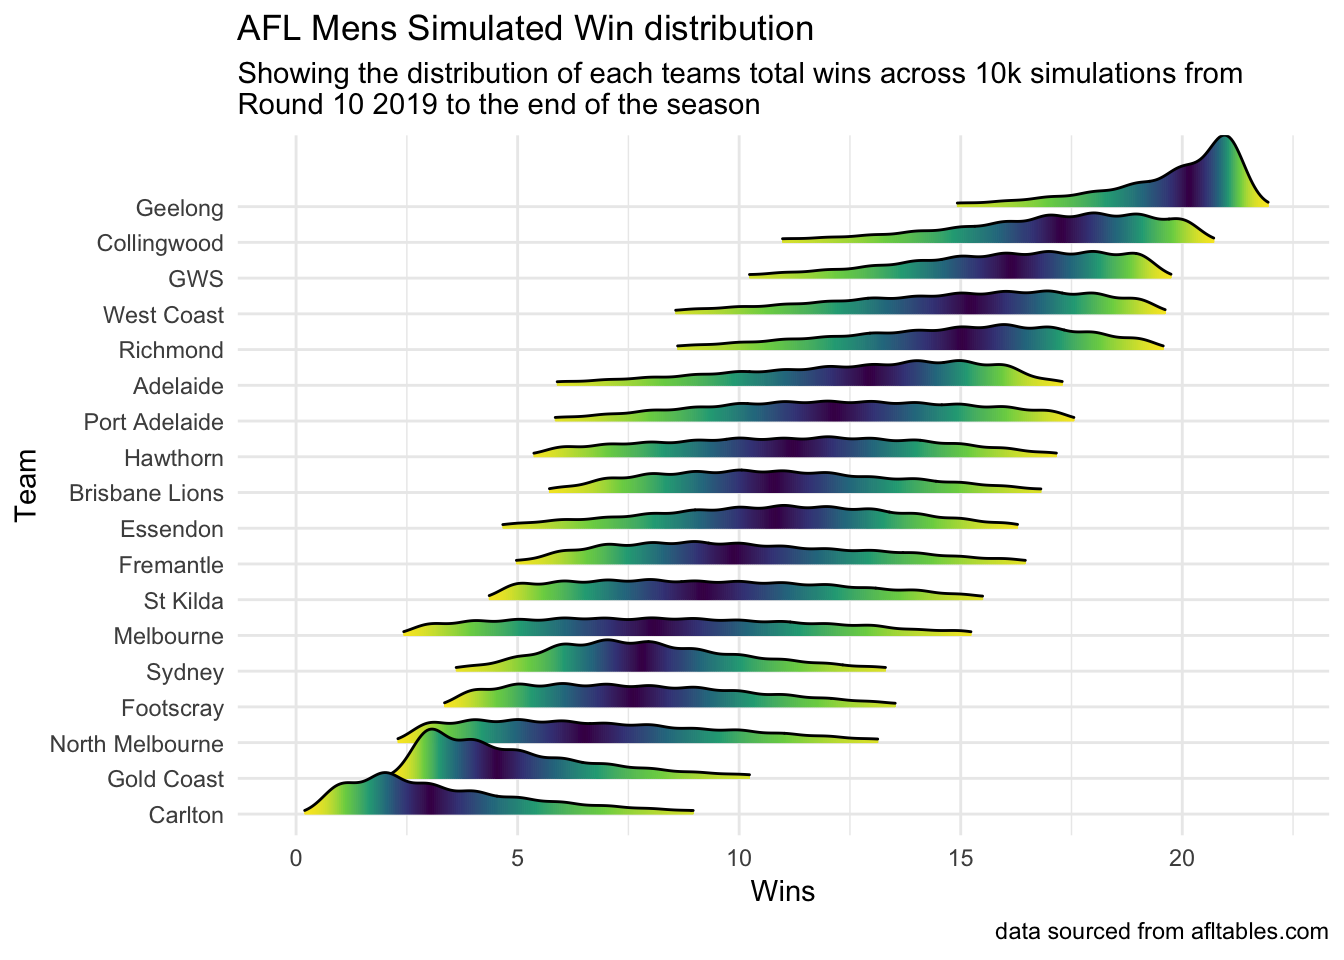 AFL Mens Simulated Win distribution
Showing the distribution of each teams total wins across 10k simulations from
Round 10 2019 to the end of the season
Team
Geelong
Collingwood
GWS
West Coast
Richmond
Adelaide
Port Adelaide
Hawthorn
Brisbane Lions
Essendon
Fremantle
St Kilda
Melbourne
Sydney
Footscray
North Melbourne
Gold Coast
Carlton
0 5 10 15 20
Wins
data sourced from afltables.com